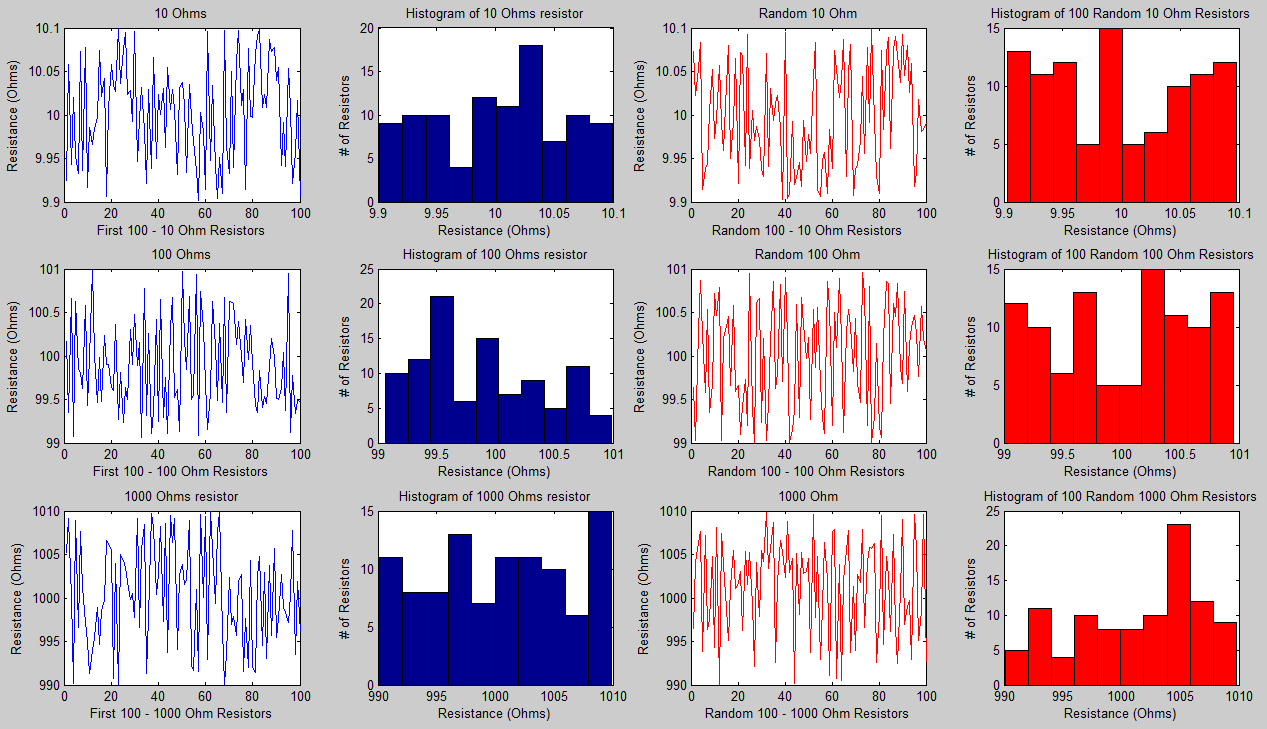 10 Ohms
Resistance (Ohms)
10.1
10.05
10
9.95
9.9
0 20 40 60 80 100
First 100 - 10 Ohm Resistors
Histogram of 10 Ohms resistor
# of Resistors
20
15
10
5
0
9.9 9.95 10 10.05 10.1
Resistance (Ohms)
Random 10 Ohm
Resistance (Ohms)
10.1
10.05
10
9.95
9.9
0 20 40 60 80 100
Random 100 - 10 Ohm Resistors
Histogram of 100 Random 10 Ohm Resistors
# of Resistors
15
10
5
0
9.9 9.95 10 10.05 10.1
Resistance (Ohms)
100 Ohms
Resistance (Ohms)
101
100.5
100
99.5
99
0 20 40 60 80 100
First 100 - 100 Ohm Resistors
Histogram of 100 Ohms resistor
# of Resistors
25
20
15
10
5
0
99 99.5 100 100.5 101
Resistance (Ohms)
Random 100 Ohm
Resistance (Ohms)
101
100.5
100
99.5
99
0 20 40 60 80 100
Random 100 - 100 Ohm Resistors
Histogram of 100 Random 100 Ohm Resistors
# of Resistors
15
10
5
0
99 99.5 100 100.5 101
Resistance (Ohms)
1000 Ohms resistor
Resistance (Ohms)
1010
1005
1000
995
990
0 20 40 60 80 100
First 100 - 1000 Ohm Resistors
Histogram of 1000 Ohms resistor
# of Resistors
15
10
5
0
990 995 1000 1005 1010
Resistance (Ohms)
1000 Ohm
Resistance (Ohms)
1010
1005
1000
995
990
0 20 40 60 80 100
Random 100 - 1000 Ohm Resistors
Histogram of 100 Random 1000 Ohm Resistors
# of Resistors
25
20
15
10
5
0
990 995 1000 1005 1010
Resistance (Ohms)